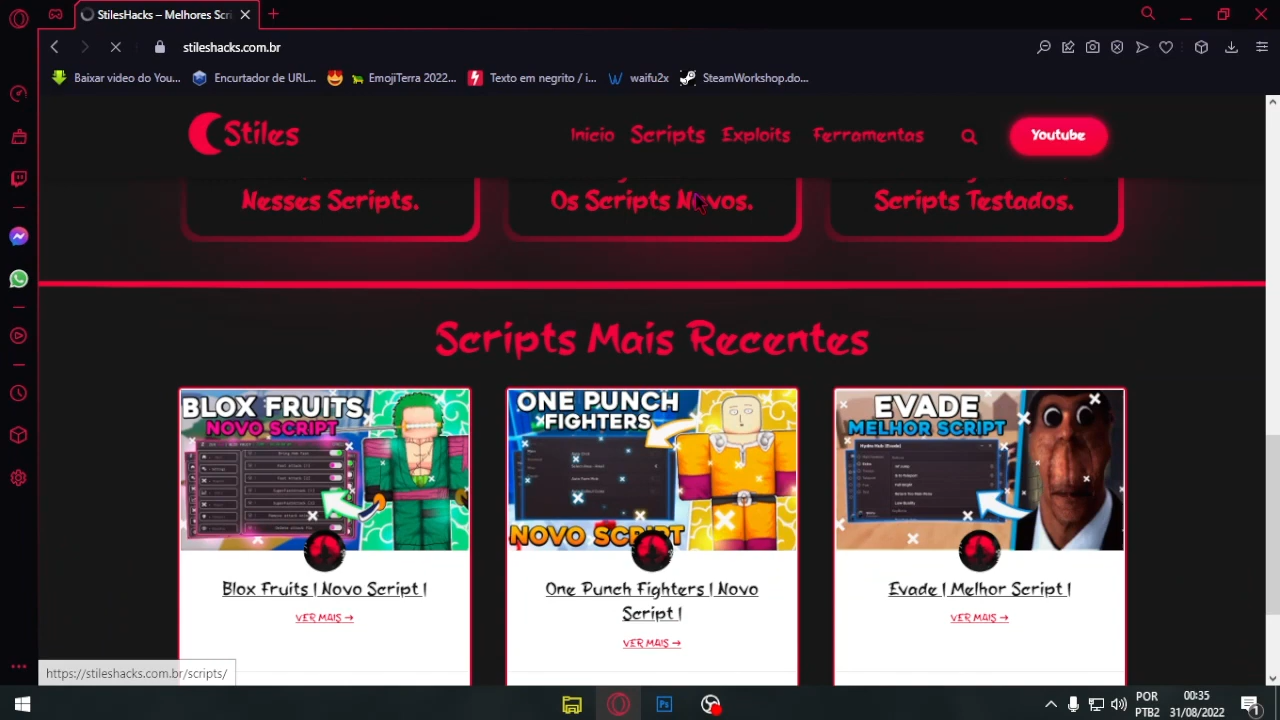 StilesHacks – Melhores Scri
stileshacks.com.br
Baixar video do You...
Encurtador de URL...
EmojiTerra 2022...
Texto em negrito / i...
waifu2x
SteamWorkshop.do...
Stiles
Inicio
Scripts
Exploits
Ferramentas
Youtube
Nesses Scripts.
Os Scripts Novos.
Scripts Testados.
Scripts Mais Recentes
BLOX FRUITS
NOVO SCRIPT
ONE PUNCH
FIGHTERS
NOVO SCRIPT
EVADE
MELHOR SCRIPT
Blox Fruits | Novo Script |
VER MAIS →
One Punch Fighters | Novo
Script |
VER MAIS →
Evade | Melhor Script |
VER MAIS →
https://stileshacks.com.br/scripts/
POR
PTB2
00:35
31/08/2022
1